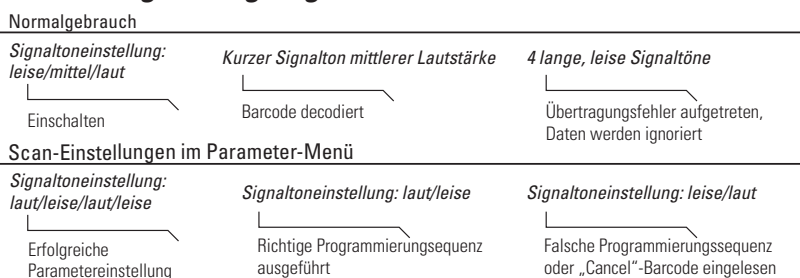 Normalgebrauch
Signaltoneinstellung:
leise/mittel/laut
Einschalten
Kurzer Signalton mittlerer Lautstärke
Barcode decodiert
4 lange, leise Signaltöne
Übertragungsfehler aufgetreten,
Daten werden ignoriert
Scan-Einstellungen im Parameter-Menü
Signaltoneinstellung:
laut/leise/laut/leise
Erfolgreiche
Parametereinstellung
Signaltoneinstellung: laut/leise
Richtige Programmierungsequenz
ausgeführt
Signaltoneinstellung: leise/laut
Falsche Programmierungssequenz
oder „Cancel“-Barcode eingelesen